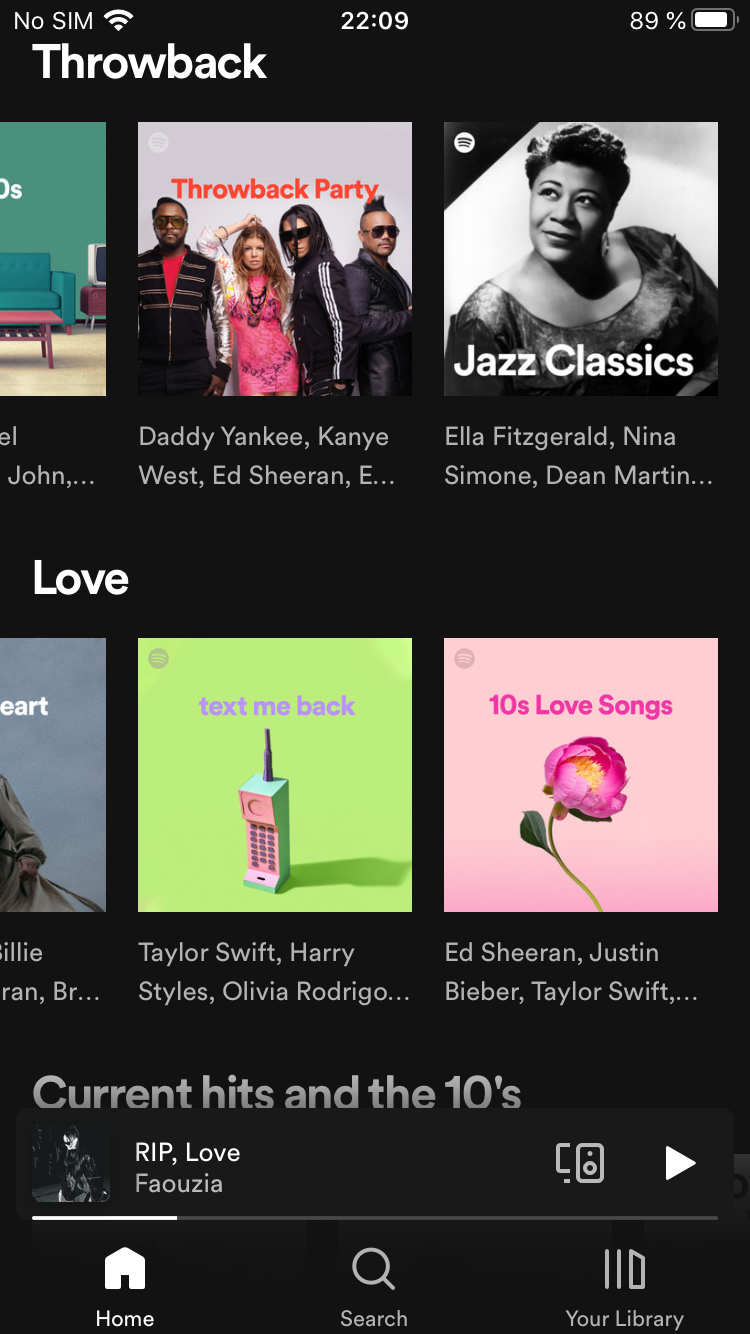 No SIM 22:09 89 %
Throwback
0s
Throwback Party
Jazz Classics
el
John,...
Daddy Yankee, Kanye
West, Ed Sheeran, E...
Ella Fitzgerald, Nina
Simone, Dean Martin...
Love
eart
text me back
10s Love Songs
Billie
ran, Br...
Taylor Swift, Harry
Styles, Olivia Rodrigo...
Ed Sheeran, Justin
Bieber, Taylor Swift,...
Current hits and the 10's
RIP, Love
Faouzia
Home
Search
Your Library